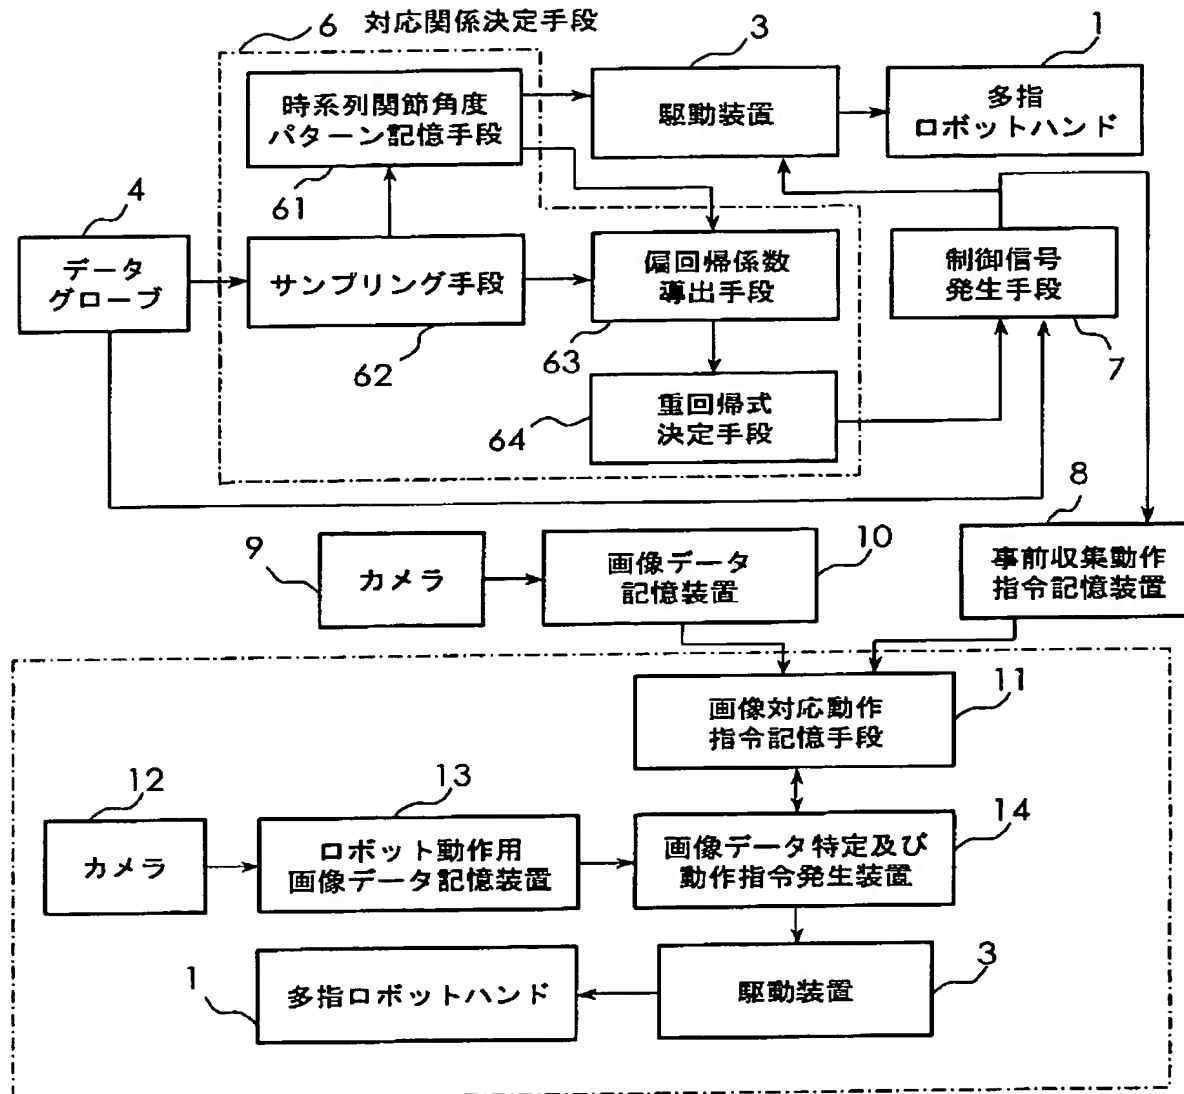 6 対応関係決定手段
3
1
時系列関節角度
パターン記憶手段
61
駆動装置
多指
ロボットハンド
4
データ
グローブ
サンプリング手段
62
偏回帰係数
導出手段
63
制御信号
発生手段
7
重回帰式
決定手段
64
8
9
カメラ
画像データ
記憶装置
10
事前収集動作
指令記憶装置
画像対応動作
指令記憶手段
11
12
カメラ
13
ロボット動作用
画像データ記憶装置
画像データ特定及び
動作指令発生装置
14
1
多指ロボットハンド
駆動装置
3